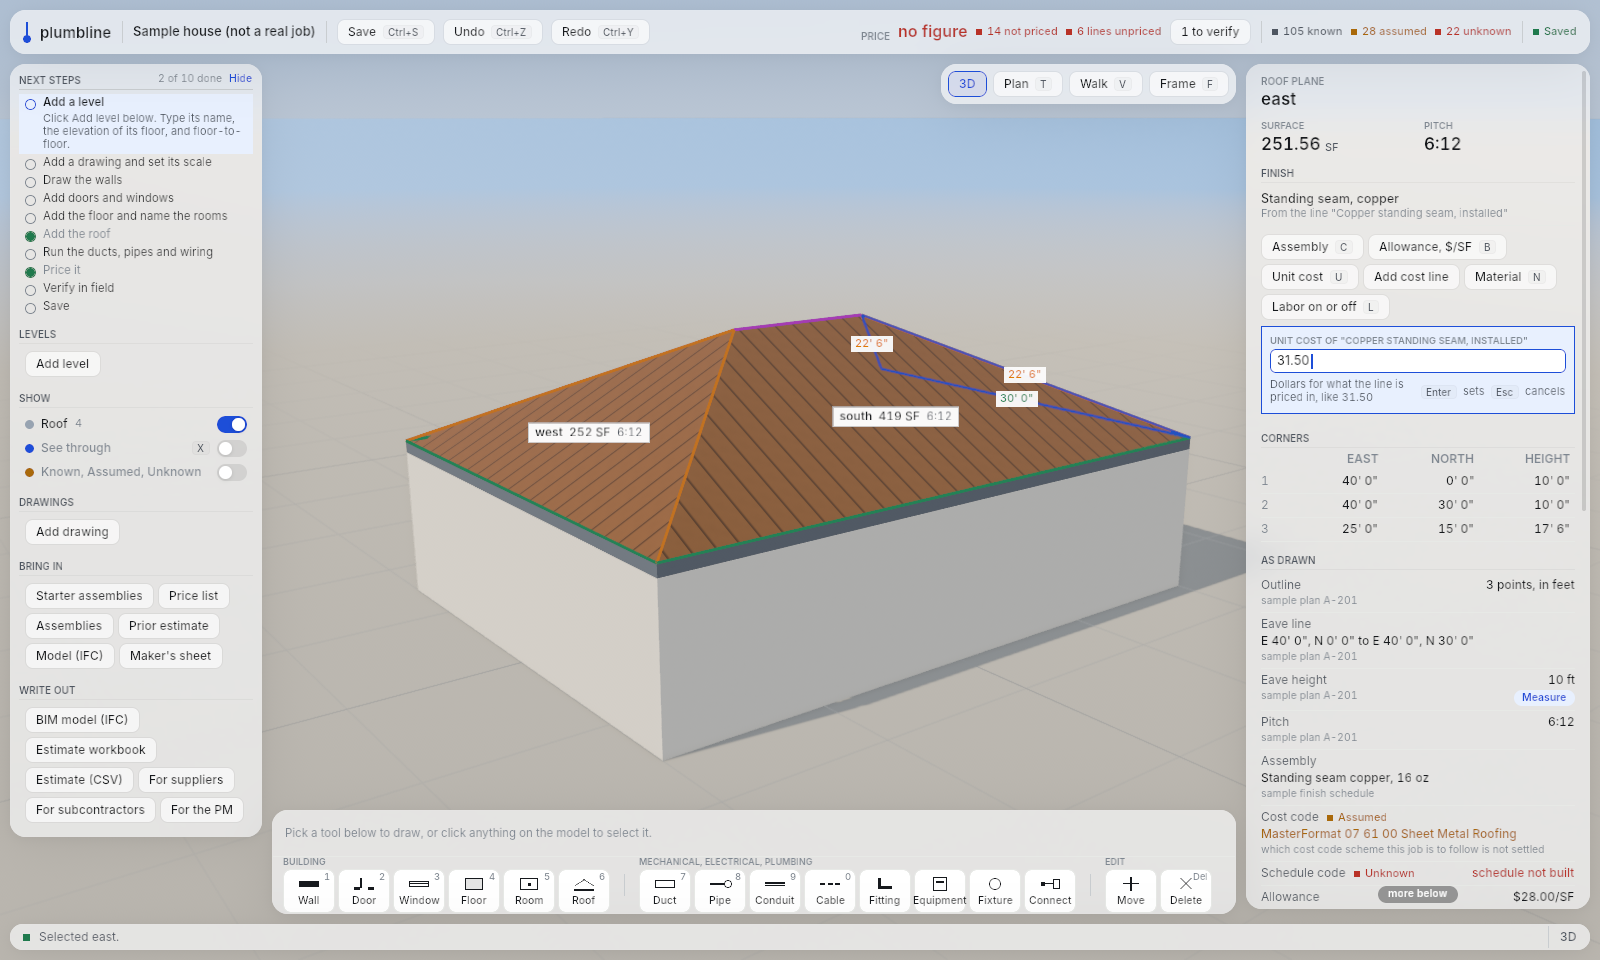 plumbline
Sample house (not a real job)
Save Ctrl+S
Undo Ctrl+Z
Redo Ctrl+Y
PRICE no figure
14 not priced
6 lines unpriced
1 to verify
105 known
28 assumed
22 unknown
Saved
NEXT STEPS
2 of 10 done Hide
Add a level
Click Add level below. Type its name,
the elevation of its floor, and floor-to-
floor.
Add a drawing and set its scale
Draw the walls
Add doors and windows
Add the floor and name the rooms
Add the roof
Run the ducts, pipes and wiring
Price it
Verify in field
Save
LEVELS
Add level
SHOW
Roof 4
See through X
Known, Assumed, Unknown
DRAWINGS
Add drawing
BRING IN
Starter assemblies
Price list
Assemblies
Prior estimate
Model (IFC)
Maker's sheet
WRITE OUT
BIM model (IFC)
Estimate workbook
Estimate (CSV)
For suppliers
For subcontractors
For the PM
3D
Plan T
Walk V
Frame F
22' 6"
22' 6"
30' 0"
south 419 SF 6:12
west 252 SF 6:12
Pick a tool below to draw, or click anything on the model to select it.
BUILDING
Wall 1
Door 2
Window 3
Floor 4
Room 5
Roof 6
MECHANICAL, ELECTRICAL, PLUMBING
Duct 7
Pipe 8
Conduit 9
Cable 0
Fitting
Equipment
Fixture
Connect
EDIT
Move
Delete Del
ROOF PLANE
east
SURFACE
251.56 SF
PITCH
6:12
FINISH
Standing seam, copper
From the line "Copper standing seam, installed"
Assembly C
Allowance, $/SF B
Unit cost U
Add cost line
Material N
Labor on or off L
UNIT COST OF "COPPER STANDING SEAM, INSTALLED"
31.50
Dollars for what the line is
priced in, like 31.50
Enter sets Esc cancels
CORNERS
EAST NORTH HEIGHT
1 40' 0" 0' 0" 10' 0"
2 40' 0" 30' 0" 10' 0"
3 25' 0" 15' 0" 17' 6"
AS DRAWN
Outline 3 points, in feet
sample plan A-201
Eave line
E 40' 0", N 0' 0" to E 40' 0", N 30' 0"
sample plan A-201
Eave height 10 ft
sample plan A-201
Measure
Pitch 6:12
sample plan A-201
Assembly
Standing seam copper, 16 oz
sample finish schedule
Cost code Assumed
MasterFormat 07 61 00 Sheet Metal Roofing
which cost code scheme this job is to follow is not settled
Schedule code Unknown schedule not built
Allowance $28.00/SF
more below
Selected east.
3D